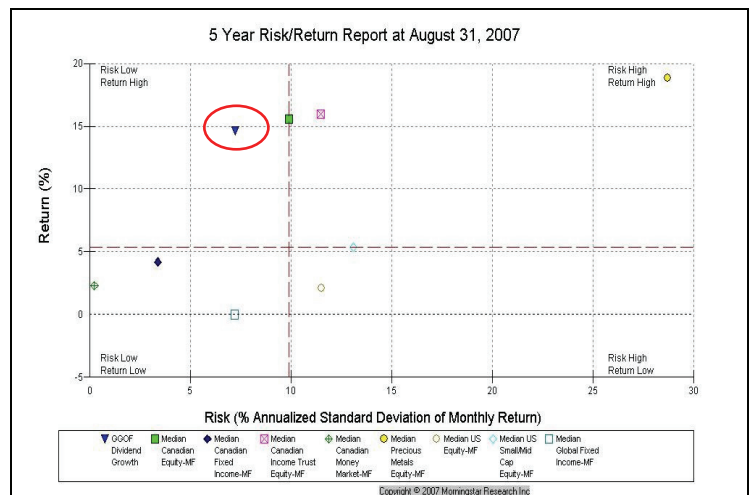 5 Year Risk/Return Report at August 31, 2007
Risk Low
Return High
Risk High
Return High
20
15
10
5
0
-5
Return (%)
Risk Low
Return Low
Risk High
Return Low
0 5 10 15 20 25 30
Risk (% Annualized Standard Deviation of Monthly Return)
GGOF Dividend Growth
Median Canadian Equity-MF
Median Canadian Fixed Income-MF
Median Canadian Income Trust Equity-MF
Median Canadian Money Market-MF
Median Precious Metals Equity-MF
Median US Equity-MF
Median US Small/Mid Cap Equity-MF
Median Global Fixed Income-MF
Copyright © 2007 Morningstar Research Inc